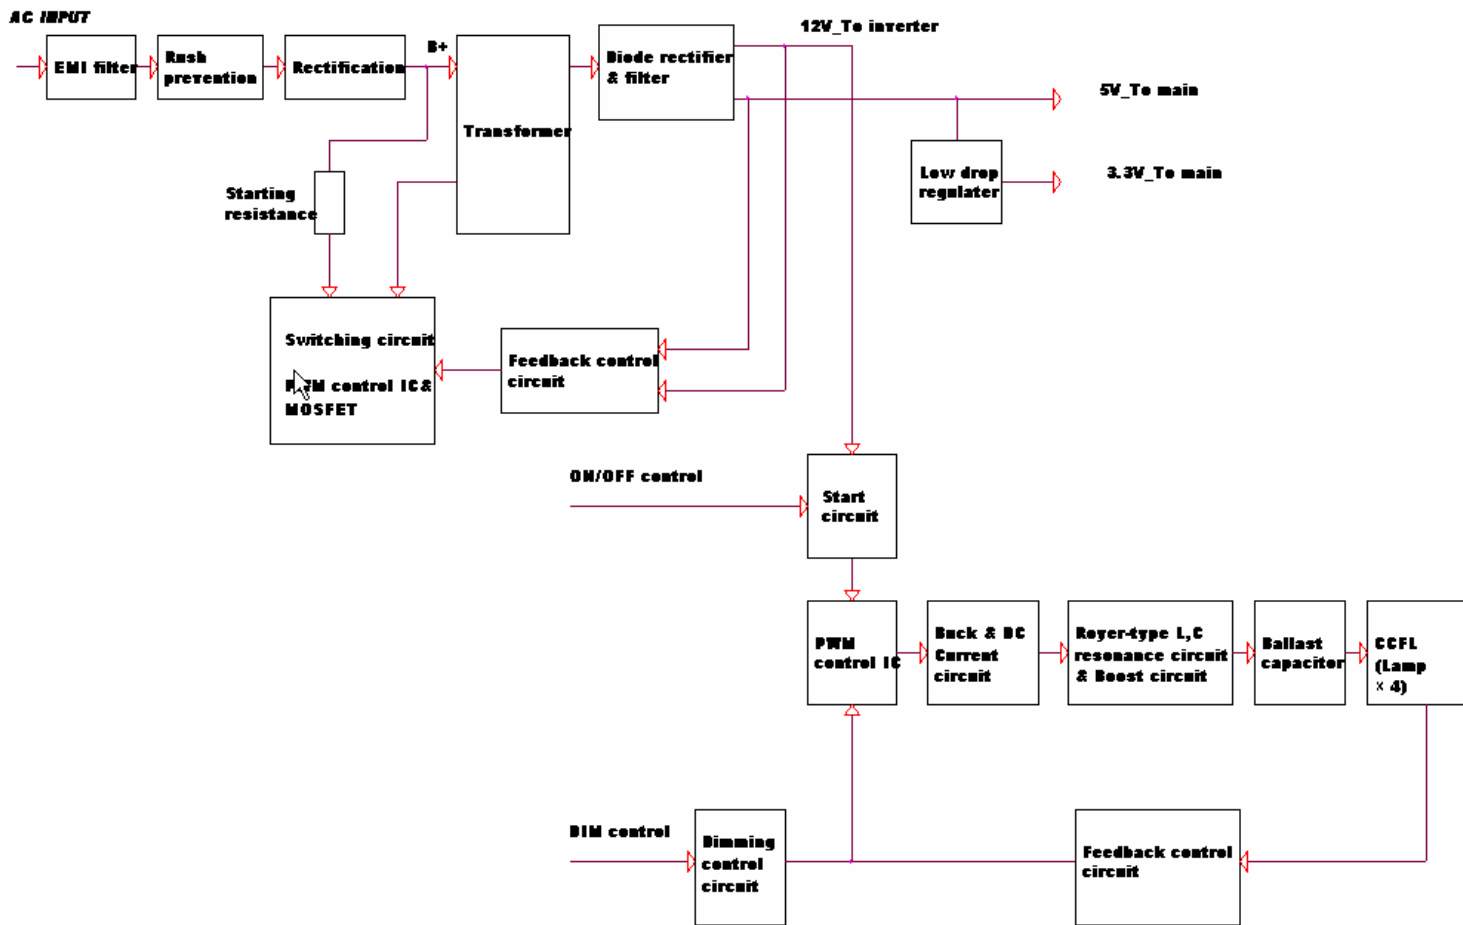 AC INPUT
EMI filter
Rush
prevention
Rectification
B+
Transformer
Diode rectifier
& filter
12V_To inverter
5V_To main
Low drop
regulater
3.3V_To main
Starting
resistance
Switching circuit
PWM control IC&
MOSFET
Feedback control
circuit
ON/OFF control
Start
circuit
PWM
control IC
Buck & DC
Current
circuit
Royer-type L,C
resonance circuit
& Boost circuit
Ballast
capacitor
CCFL
(Lamp
× 4)
DIM control
Dimming
control
circuit
Feedback control
circuit